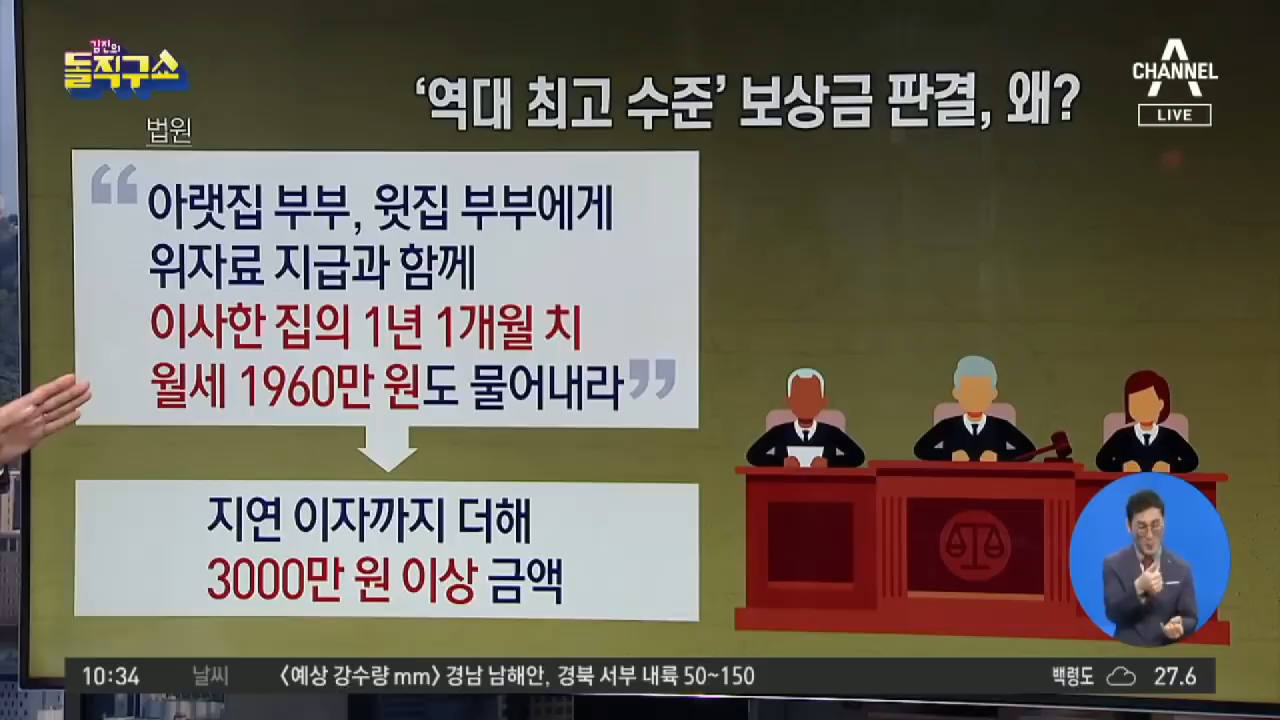 김진의
돌직구쇼
'역대 최고 수준' 보상금 판결, 왜?
CHANNEL
LIVE
법원
“아랫집 부부, 윗집 부부에게
위자료 지급과 함께
이사한 집의 1년 1개월 치
월세 1960만 원도 물어내라”
지연 이자까지 더해
3000만 원 이상 금액
10:34 날씨 〈예상 강수량 mm〉 경남 남해안, 경북 서부 내륙 50~150 백령도 27.6